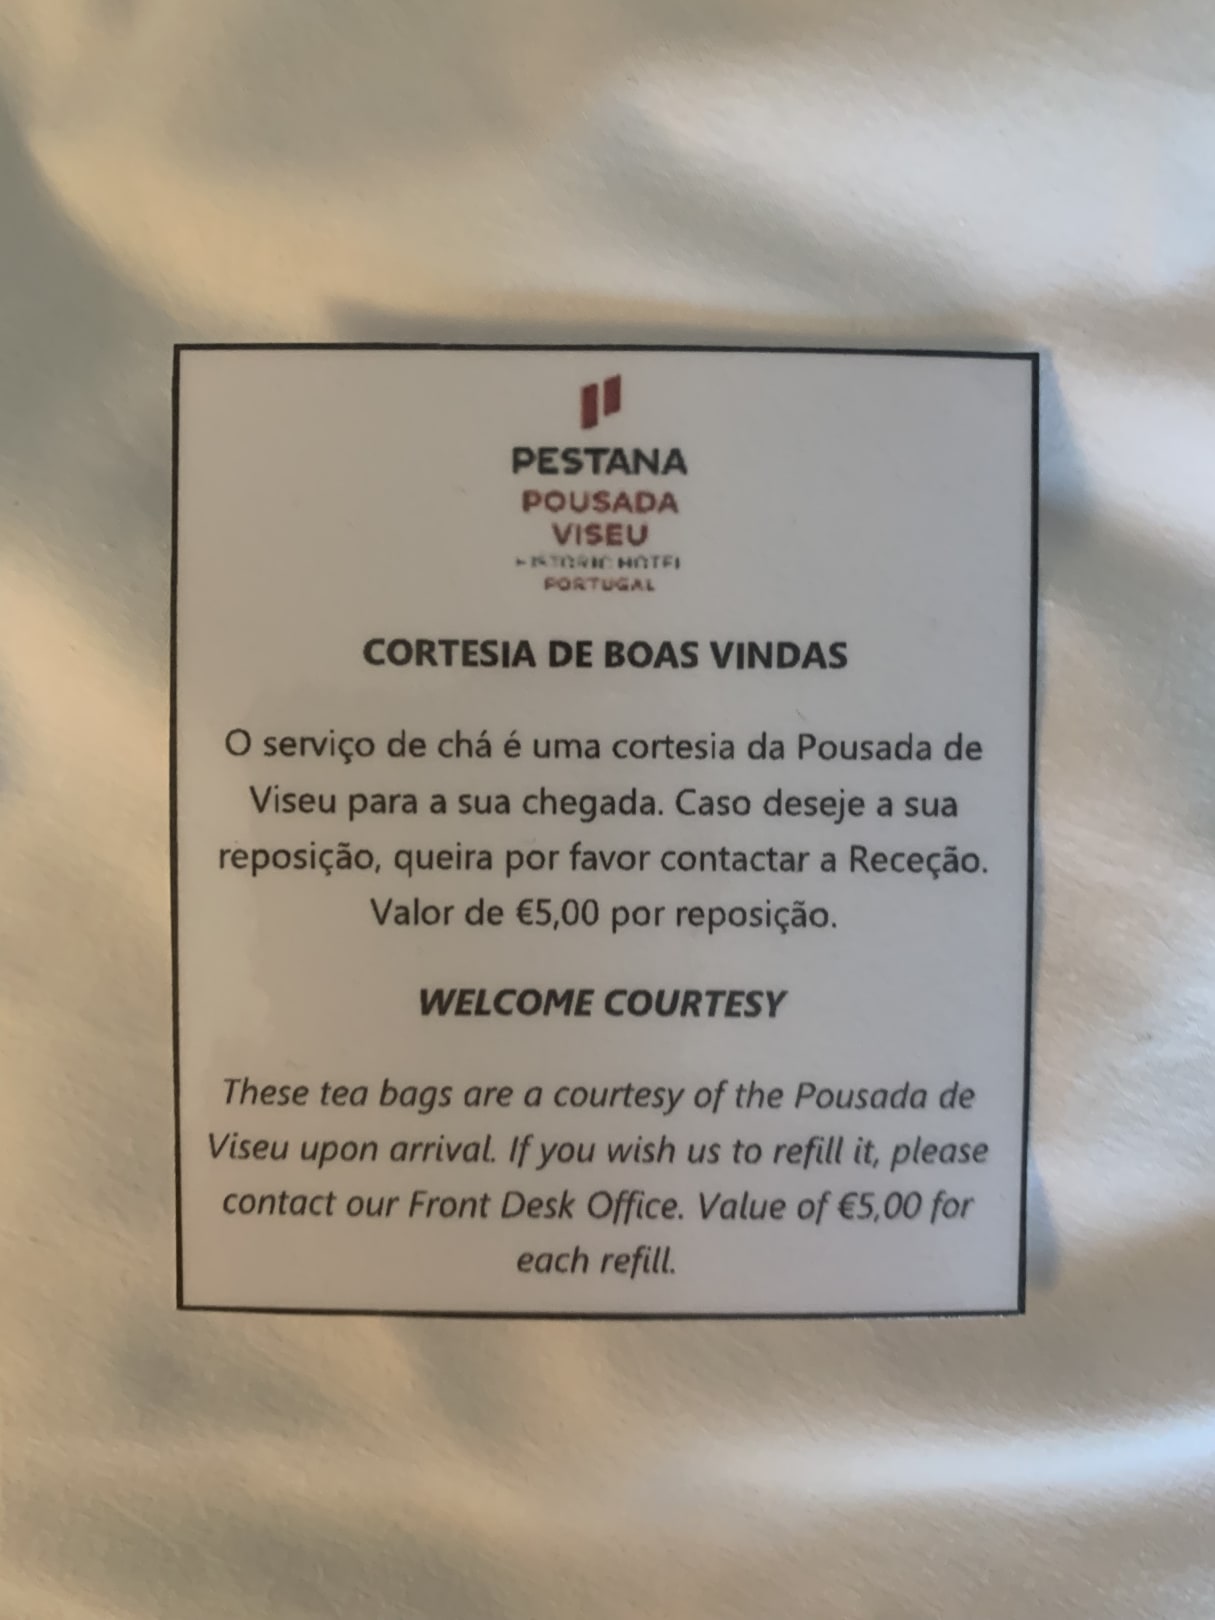 PESTANA
POUSADA
VISEU
HISTORIC HOTEL
PORTUGAL
CORTESIA DE BOAS VINDAS
O serviço de chá é uma cortesia da Pousada de
Viseu para a sua chegada. Caso deseje a sua
reposição, queira por favor contactar a Receção.
Valor de €5,00 por reposição.
WELCOME COURTESY
These tea bags are a courtesy of the Pousada de
Viseu upon arrival. If you wish us to refill it, please
contact our Front Desk Office. Value of €5,00 for
each refill.